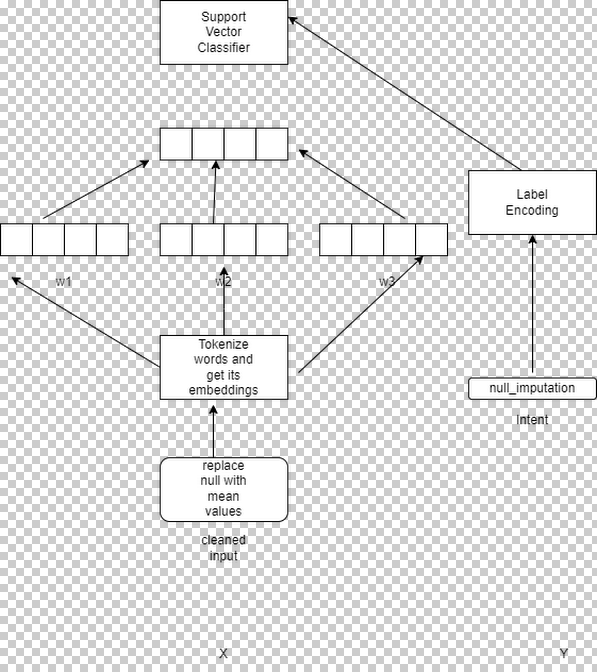 Support
Vector
Classifier
Label
Encoding
w1
w2
w3
Tokenize
words and
get its
embeddings
null_imputation
Intent
replace
null with
mean
values
cleaned
input
X
Y